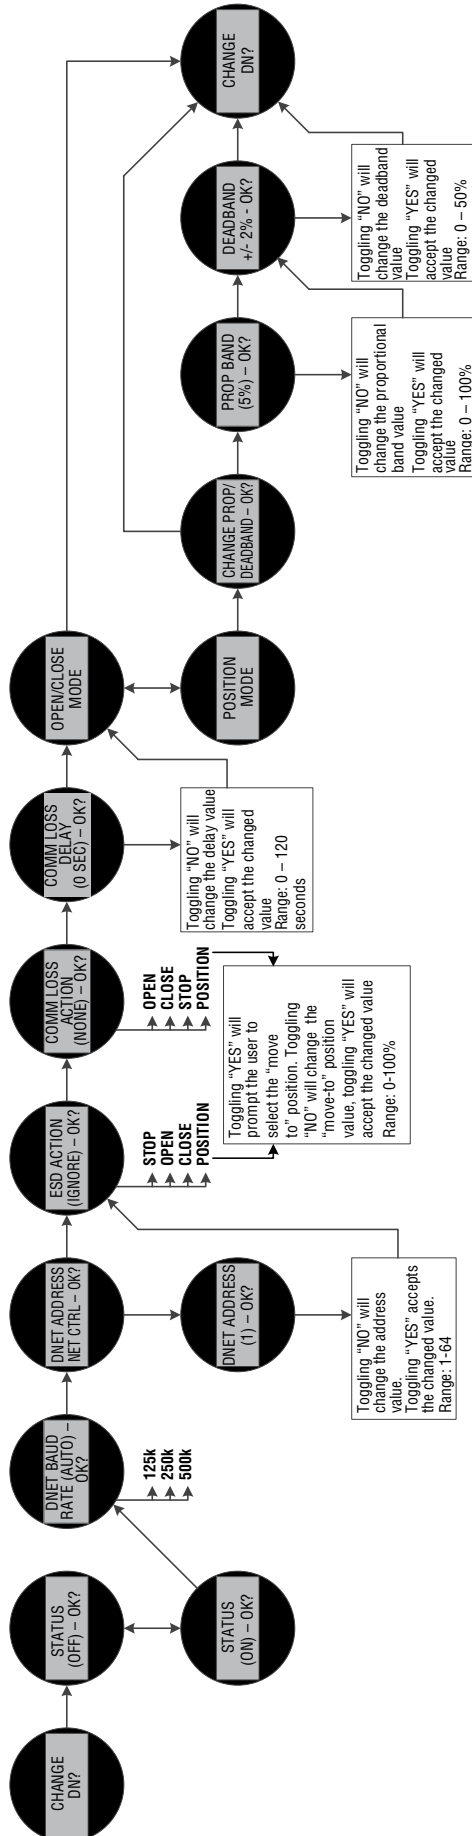 CHANGE
DN?
STATUS
(OFF) – OK?
STATUS
(ON) – OK?
DNET BAUD
RATE (AUTO) –
OK?
125k
250k
500k
DNET ADDRESS
NET CTRL – OK?
DNET ADDRESS
(1) – OK?
Toggling “NO” will
change the address
value.
Toggling “YES” accepts
the changed value.
Range: 1-64
ESD ACTION
(IGNORE) – OK?
STOP
OPEN
CLOSE
POSITION
COMM LOSS
ACTION
(NONE) – OK?
OPEN
CLOSE
STOP
POSITION
Toggling “YES” will
prompt the user to
select the “move
to” position. Toggling
“NO” will change the
“move-to” position
value, toggling “YES” will
accept the changed value
Range: 0-100%
COMM LOSS
DELAY
(0 SEC) – OK?
Toggling “NO” will
change the delay value
Toggling “YES” will
accept the changed
value
Range: 0 – 120
seconds
OPEN/CLOSE
MODE
POSITION
MODE
CHANGE PROP/
DEADBAND – OK?
PROP BAND
(5%) – OK?
Toggling “NO” will
change the proportional
band value
Toggling “YES” will
accept the changed
value
Range: 0 – 100%
DEADBAND
+/- 2% - OK?
Toggling “NO” will
change the deadband
value
Toggling “YES” will
accept the changed
value
Range: 0 – 50%
CHANGE
DN?